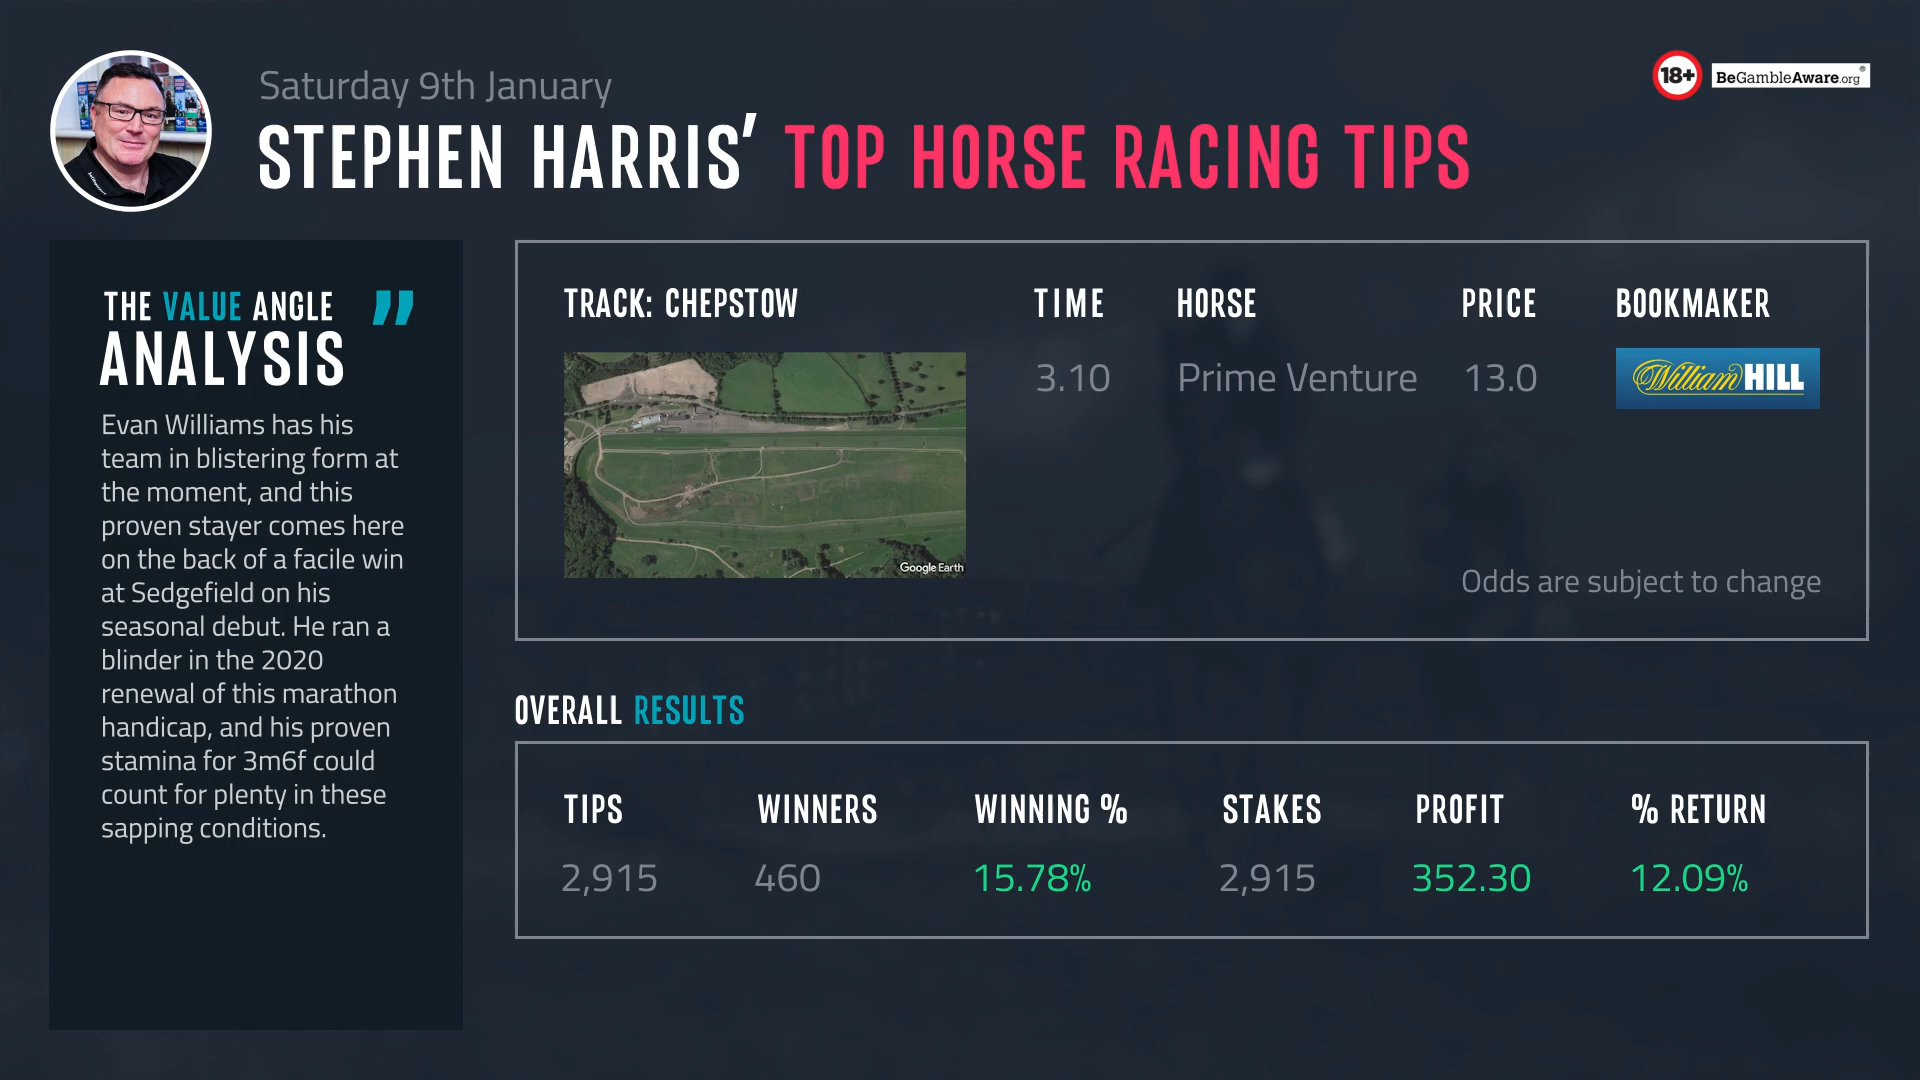 Saturday 9th January
STEPHEN HARRIS' TOP HORSE RACING TIPS
18+ BeGambleAware.org®
THE VALUE ANGLE "
ANALYSIS
Evan Williams has his
team in blistering form at
the moment, and this
proven stayer comes here
on the back of a facile win
at Sedgefield on his
seasonal debut. He ran a
blinder in the 2020
renewal of this marathon
handicap, and his proven
stamina for 3m6f could
count for plenty in these
sapping conditions.
TRACK: CHEPSTOW TIME HORSE PRICE BOOKMAKER
3.10 Prime Venture 13.0 William HILL
Google Earth
Odds are subject to change
OVERALL RESULTS
TIPS WINNERS WINNING % STAKES PROFIT % RETURN
2,915 460 15.78% 2,915 352.30 12.09%